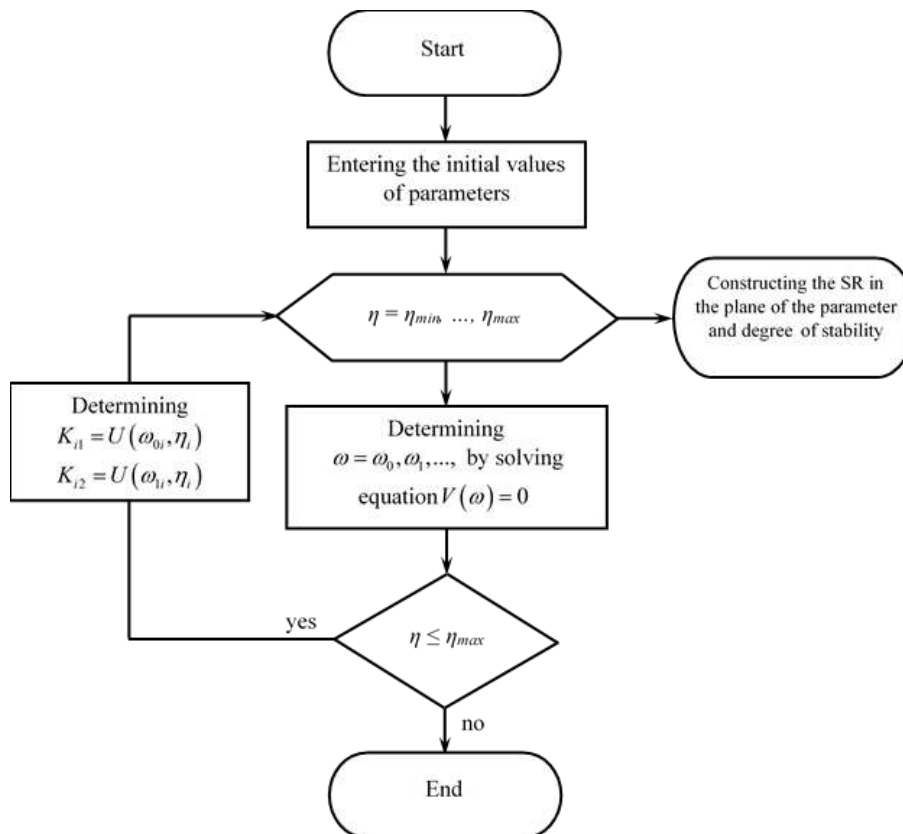 Start
Entering the initial values
of parameters
η = ηmin, ..., ηmax
Constructing the SR in
the plane of the parameter
and degree of stability
Determining
ω = ω₀, ω₁,..., by solving
equation V(ω) = 0
Determining
Kᵢ₁ = U(ω₀ᵢ, ηᵢ)
Kᵢ₂ = U(ω₁ᵢ, ηᵢ)
η ≤ ηmax
yes
no
End